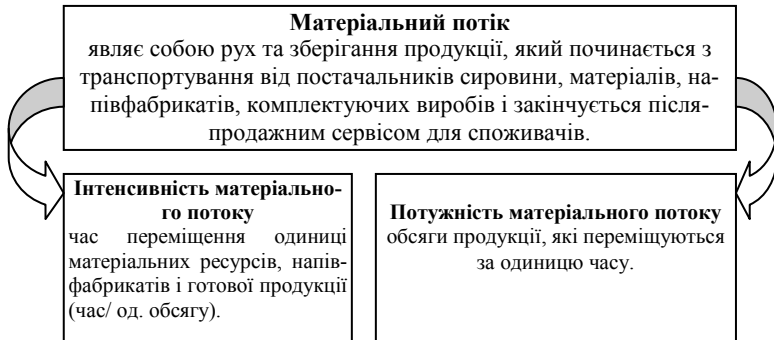 Матеріальний потік
являє собою рух та зберігання продукції, який починається з
транспортування від постачальників сировини, матеріалів, на-
півфабрикатів, комплектуючих виробів і закінчується після-
продажним сервісом для споживачів.
Інтенсивність матеріально-
го потоку
час переміщення одиниці
матеріальних ресурсів, напів-
фабрикатів і готової продукції
(час/ од. обсягу).
Потужність матеріального потоку
обсяги продукції, які переміщуються
за одиницю часу.